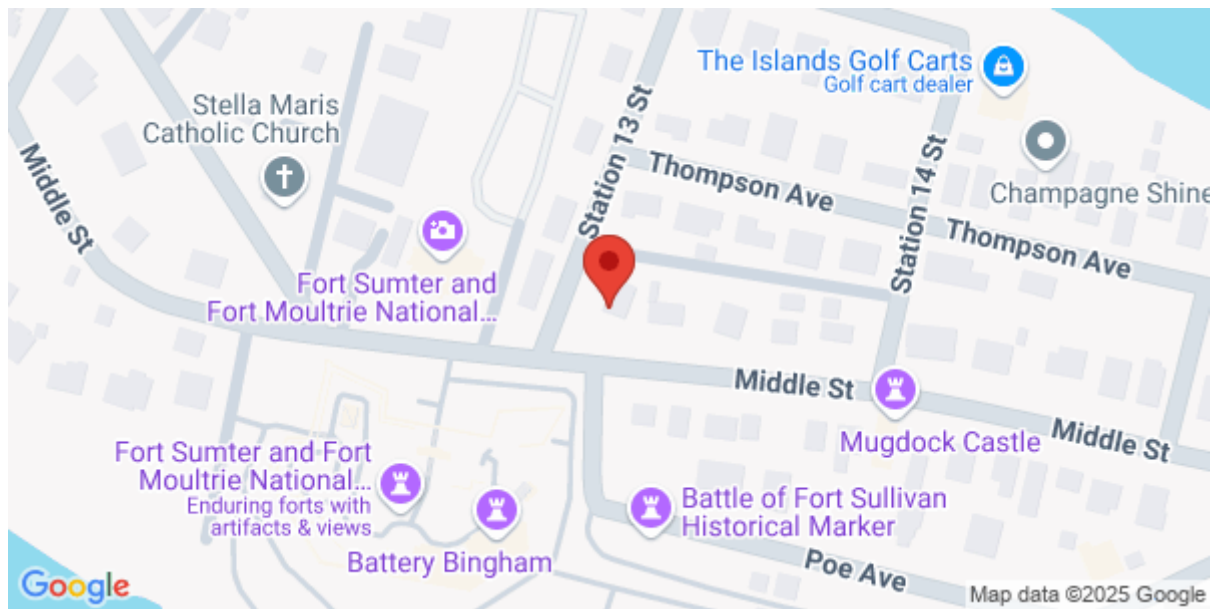 The Islands Golf Carts
Golf cart dealer
Stella Maris
Catholic Church
Station 13 St
Thompson Ave
Station 14 St
Champagne Shine
Middle St
Thompson Ave
Fort Sumter and
Fort Moultrie National...
Middle St
Mugdock Castle
Middle St
Fort Sumter and Fort
Moultrie National...
Enduring forts with
artifacts & views
Battery Bingham
Battle of Fort Sullivan
Historical Marker
Poe Ave
Google
Map data ©2025 Google